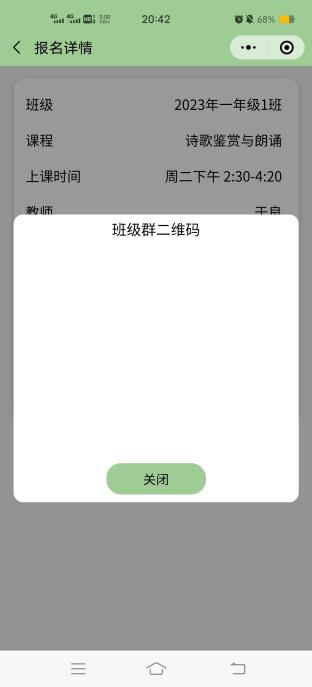 20:42
68%
报名详情
班级 2023年一年级1班
课程 诗歌鉴赏与朗诵
上课时间 周二下午 2:30-4:20
班级群二维码
关闭